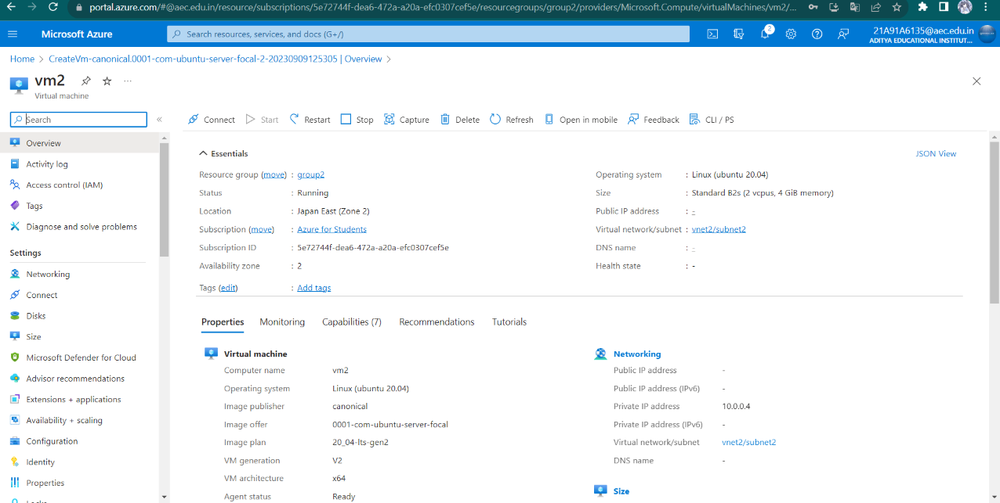 portal.azure.com/#@aec.edu.in/resource/subscriptions/5e72744f-dea6-472a-a20a-efc0307cef5e/resourcegroups/group2/providers/Microsoft.Compute/virtualMachines/vm2/...
Microsoft Azure
Search resources, services, and docs (G+/)
2
21A91A6135@aec.edu.in
ADITYA EDUCATIONAL INSTITUT...
Home > CreateVm-canonical.0001-com-ubuntu-server-focal-2-20230909125305 | Overview >
vm2 ...
Virtual machine
Search «
Connect Start Restart Stop Capture Delete Refresh Open in mobile Feedback CLI / PS
Overview
Activity log
Access control (IAM)
Tags
Diagnose and solve problems
Settings
Networking
Connect
Disks
Size
Microsoft Defender for Cloud
Advisor recommendations
Extensions + applications
Availability + scaling
Configuration
Identity
Properties
Locks
Essentials JSON View
Resource group (move) : group2
Status : Running
Location : Japan East (Zone 2)
Subscription (move) : Azure for Students
Subscription ID : 5e72744f-dea6-472a-a20a-efc0307cef5e
Availability zone : 2
Tags (edit) : Add tags
Operating system : Linux (ubuntu 20.04)
Size : Standard B2s (2 vcpus, 4 GiB memory)
Public IP address : -
Virtual network/subnet : vnet2/subnet2
DNS name : -
Health state : -
Properties Monitoring Capabilities (7) Recommendations Tutorials
Virtual machine
Computer name vm2
Operating system Linux (ubuntu 20.04)
Image publisher canonical
Image offer 0001-com-ubuntu-server-focal
Image plan 20_04-lts-gen2
VM generation V2
VM architecture x64
Agent status Ready
Networking
Public IP address -
Public IP address (IPv6) -
Private IP address 10.0.0.4
Private IP address (IPv6) -
Virtual network/subnet vnet2/subnet2
DNS name -
Size